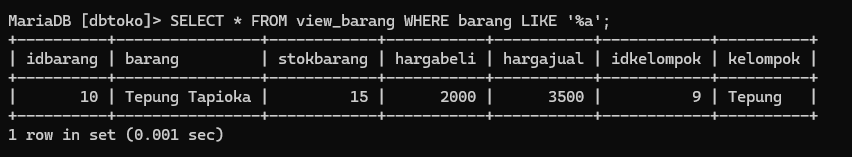 MariaDB [dbtoko]> SELECT * FROM view_barang WHERE barang LIKE '%a';
+----------+----------------+------------+-----------+-----------+------------+----------+
| idbarang | barang         | stokbarang | hargabeli | hargajual | idkelompok | kelompok |
+----------+----------------+------------+-----------+-----------+------------+----------+
|       10 | Tepung Tapioka |         15 |      2000 |      3500 |          9 | Tepung   |
+----------+----------------+------------+-----------+-----------+------------+----------+
1 row in set (0.001 sec)